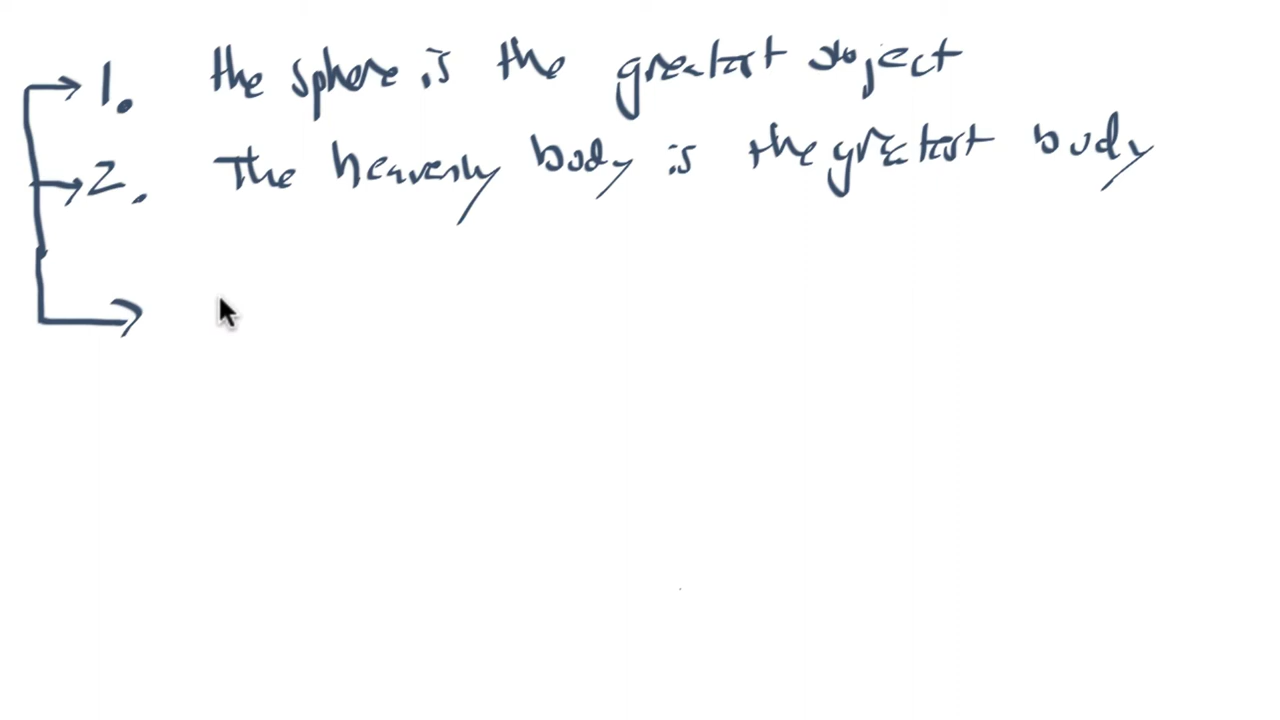 1. the sphere is the greatest object
2. The heavenly body is the greatest body